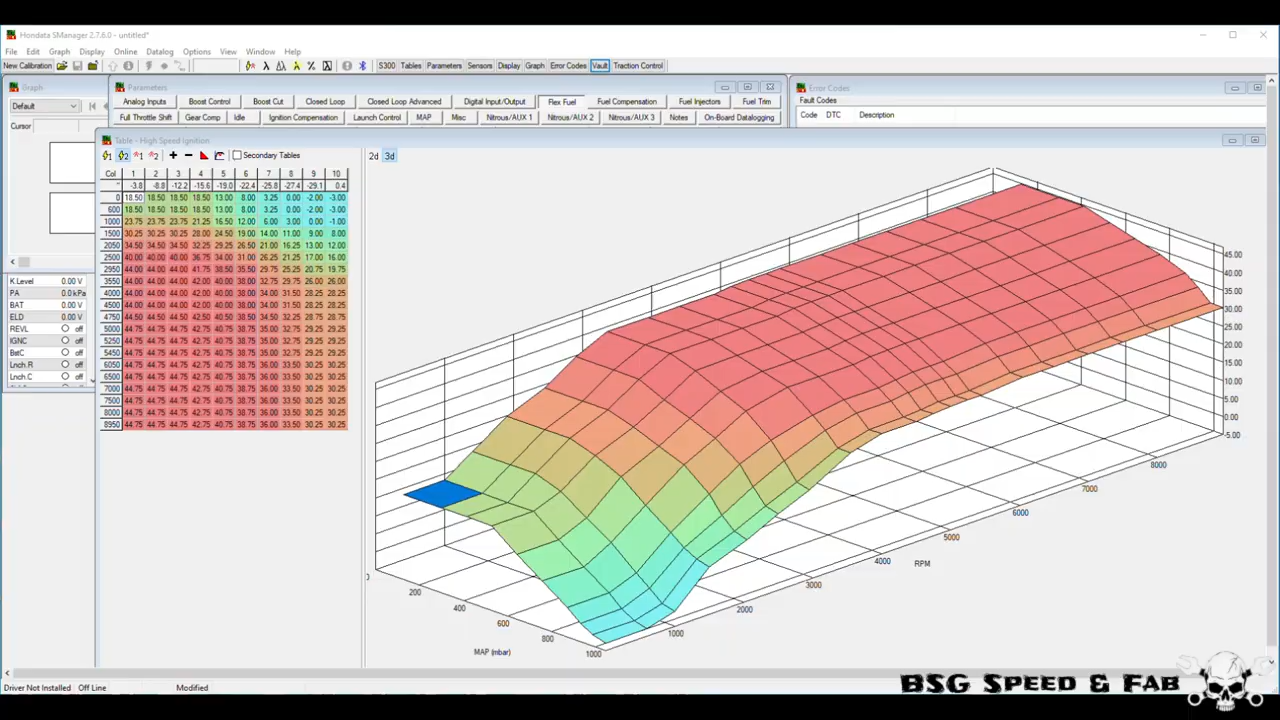 Hondata SManager 2.7.6.0 - untitled*
File Edit Graph Display Online Datalog Options View Window Help
New Calibration S300 Tables Parameters Sensors Display Graph Error Codes Vault Traction Control
Graph Parameters Error Codes
Default Analog Inputs Boost Control Boost Cut Closed Loop Closed Loop Advanced Digital Input/Output Flex Fuel Fuel Compensation Fuel Injectors Fuel Trim Fault Codes
Full Throttle Shift Gear Comp Idle Ignition Compensation Launch Control MAP Misc Nitrous/AUX 1 Nitrous/AUX 2 Nitrous/AUX 3 Notes On-Board Datalogging Code DTC Description
Cursor
Table - High Speed Ignition
Secondary Tables 2d 3d
Col 1 2 3 4 5 6 7 8 9 10
" -3.8 -8.8 -12.2 -15.6 -19.0 -22.4 -25.8 -27.4 -29.1 0.4
0 18.50 18.50 18.50 18.50 13.00 8.00 3.25 0.00 -2.00 -3.00
600 18.50 18.50 18.50 18.50 13.00 8.00 3.25 0.00 -2.00 -3.00
1000 23.75 23.75 23.75 21.25 16.50 12.00 6.00 3.00 0.00 -1.00
1500 30.25 30.25 30.25 28.00 24.50 19.00 14.00 11.00 9.00 8.00
2050 34.50 34.50 34.50 32.25 29.25 26.50 21.00 16.25 13.00 12.00
2500 40.00 40.00 40.00 36.75 34.00 31.00 26.25 21.25 17.00 16.00
2950 44.00 44.00 44.00 41.75 38.50 35.50 29.75 25.25 20.75 19.75
3550 44.00 44.00 44.00 42.00 40.00 38.00 32.75 29.25 26.00 26.00
4000 44.00 44.00 44.00 42.00 40.00 38.00 34.00 31.50 28.25 28.25
4500 44.00 44.00 44.00 42.00 40.00 38.00 34.00 31.50 28.25 28.25
4750 44.50 44.50 44.50 42.50 40.50 38.50 34.50 32.25 28.75 28.75
5000 44.75 44.75 44.75 42.75 40.75 38.75 35.00 32.75 29.25 29.25
5250 44.75 44.75 44.75 42.75 40.75 38.75 35.00 32.75 29.25 29.25
5450 44.75 44.75 44.75 42.75 40.75 38.75 35.00 32.75 29.25 29.25
6050 44.75 44.75 44.75 42.75 40.75 38.75 36.00 33.50 30.25 30.25
6500 44.75 44.75 44.75 42.75 40.75 38.75 36.00 33.50 30.25 30.25
7000 44.75 44.75 44.75 42.75 40.75 38.75 36.00 33.50 30.25 30.25
7500 44.75 44.75 44.75 42.75 40.75 38.75 36.00 33.50 30.25 30.25
8000 44.75 44.75 44.75 42.75 40.75 38.75 36.00 33.50 30.25 30.25
8950 44.75 44.75 44.75 42.75 40.75 38.75 36.00 33.50 30.25 30.25
K.Level 0.00 V
PA 0.0 kPa
BAT 0.00 V
ELD 0.00 V
REVL off
IGNC off
BstC off
Lnch.R off
Lnch.C off
45.00
40.00
35.00
30.00
25.00
20.00
15.00
10.00
5.00
0.00
-5.00
0 200 400 600 800 1000
MAP (mbar)
1000 2000 3000 4000 5000 6000 7000 8000
RPM
Driver Not Installed Off Line Modified
BSG Speed & Fab